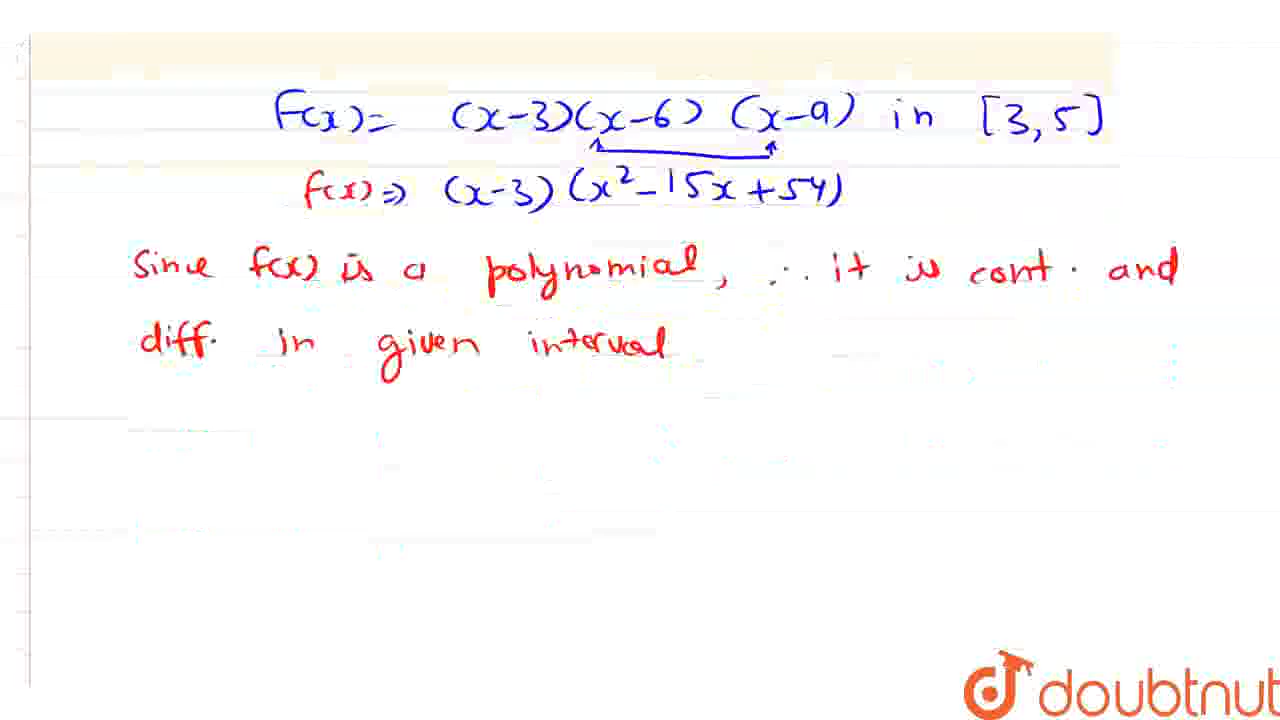 F(x)= (x-3)(x-6) (x-9) in [3,5]
f(x) ⇒ (x-3) (x²-15x+54)
Since f(x) is a polynomial, ∴ it is cont. and
diff. in given interval
doubtnut